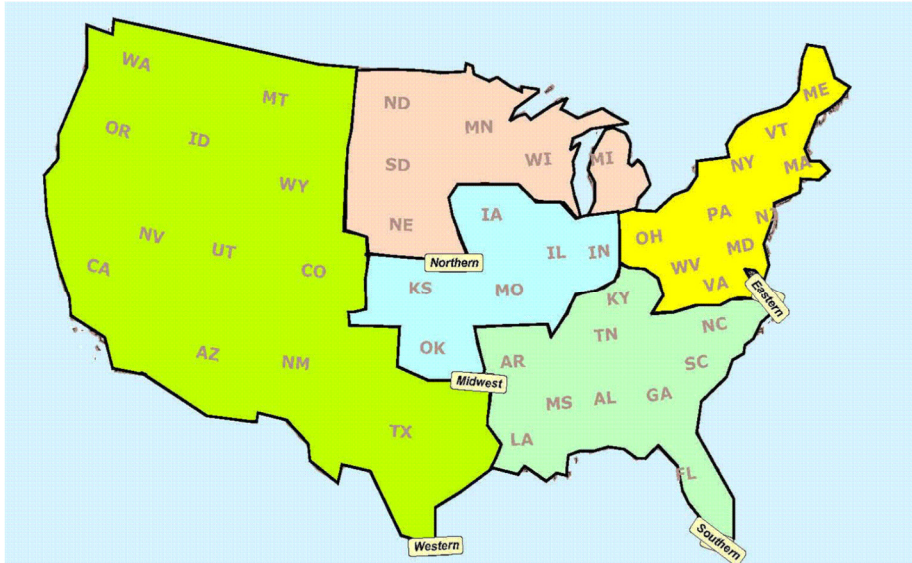 WA
MT
ND
MN
ME
OR
ID
SD
WI
MI
VT
NY
MA
WY
NE
IA
PA
NJ
NV
UT
CO
IL
IN
OH
MD
CA
KS
MO
WV
VA
Northern
KY
Eastern
AZ
NM
OK
AR
TN
NC
SC
Midwest
MS
AL
GA
TX
LA
FL
Western
Southern